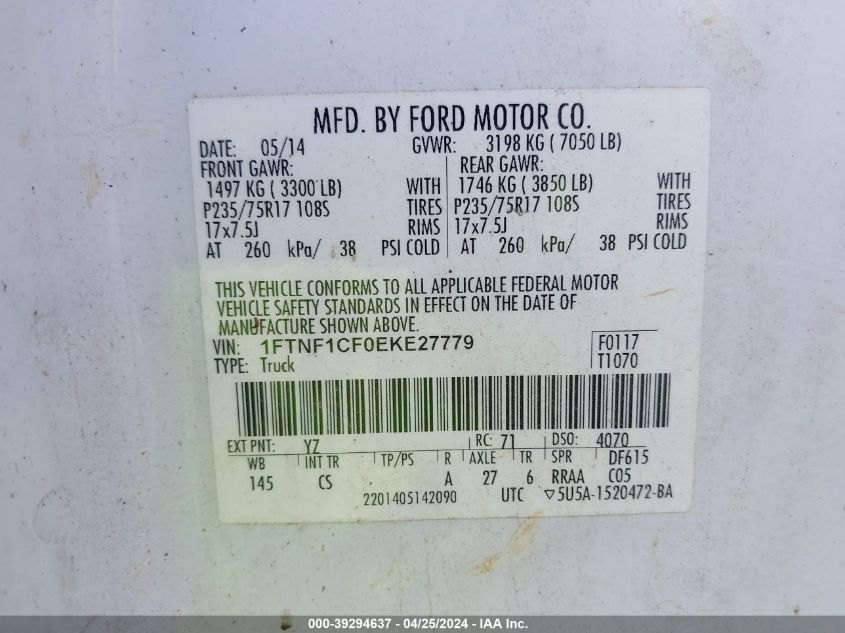 MFD. BY FORD MOTOR CO.
DATE: 05/14 GVWR: 3198 KG ( 7050 LB)
FRONT GAWR: REAR GAWR:
1497 KG ( 3300 LB) WITH 1746 KG ( 3850 LB) WITH
P235/75R17 108S TIRES P235/75R17 108S TIRES
17x7.5J RIMS 17x7.5J RIMS
AT 260 kPa/ 38 PSI COLD AT 260 kPa/ 38 PSI COLD
THIS VEHICLE CONFORMS TO ALL APPLICABLE FEDERAL MOTOR
VEHICLE SAFETY STANDARDS IN EFFECT ON THE DATE OF
MANUFACTURE SHOWN ABOVE.
VIN: 1FTNF1CF0EKE27779 F0117
TYPE: Truck T1070
EXT PNT: YZ RC: 71 DSO: 4070
WB INT TR TP/PS R AXLE TR SPR DF615
145 CS A 27 6 RRAA C05
2201405142090 UTC ▽5U5A-1520472-BA
000-39294637 - 04/25/2024 - IAA Inc.